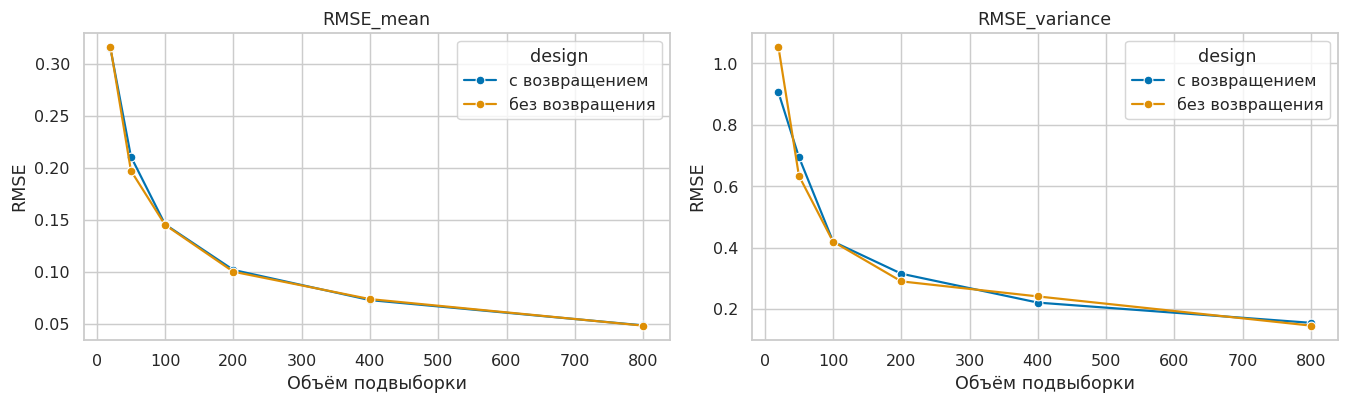 RMSE_mean
RMSE
0.30
0.25
0.20
0.15
0.10
0.05
0 100 200 300 400 500 600 700 800
Объём подвыборки
design
с возвращением
без возвращения
RMSE_variance
RMSE
1.0
0.8
0.6
0.4
0.2
0 100 200 300 400 500 600 700 800
Объём подвыборки
design
с возвращением
без возвращения